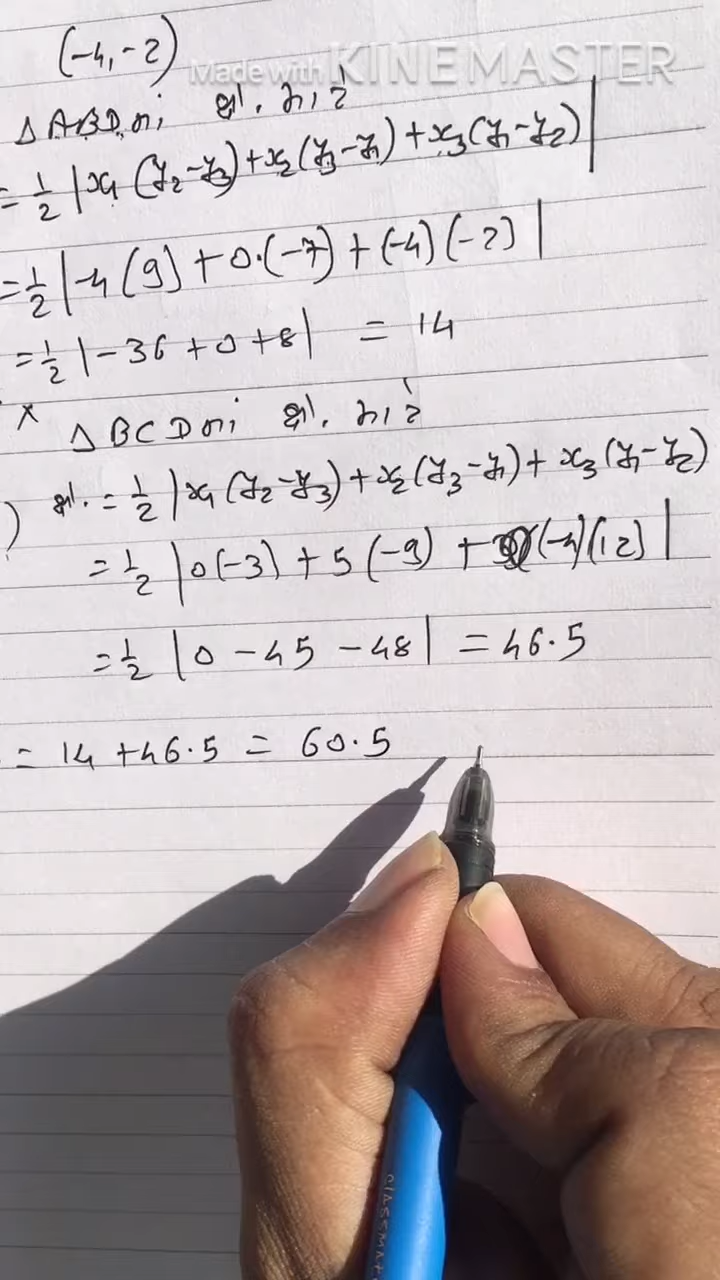 (-4,-2)
Made with KINEMASTER
Δ ABD ના ક્ષે. માટે
= 1/2 |x1 (y2-y3)+x2(y3-y1)+x3(y1-y2)|
=1/2 |-4(9)+0.(-7)+(-4)(-2)|
=1/2 |-36+0+8| = 14
x Δ BCD ના ક્ષે. માટે
) ક્ષે. = 1/2 |x1(y2-y3)+x2(y3-y1)+x3(y1-y2)
=1/2 |0(-3)+5(-9)+(-4)(12)|
=1/2 |0-45-48| =46.5
= 14+46.5 = 60.5
CLASSMAT